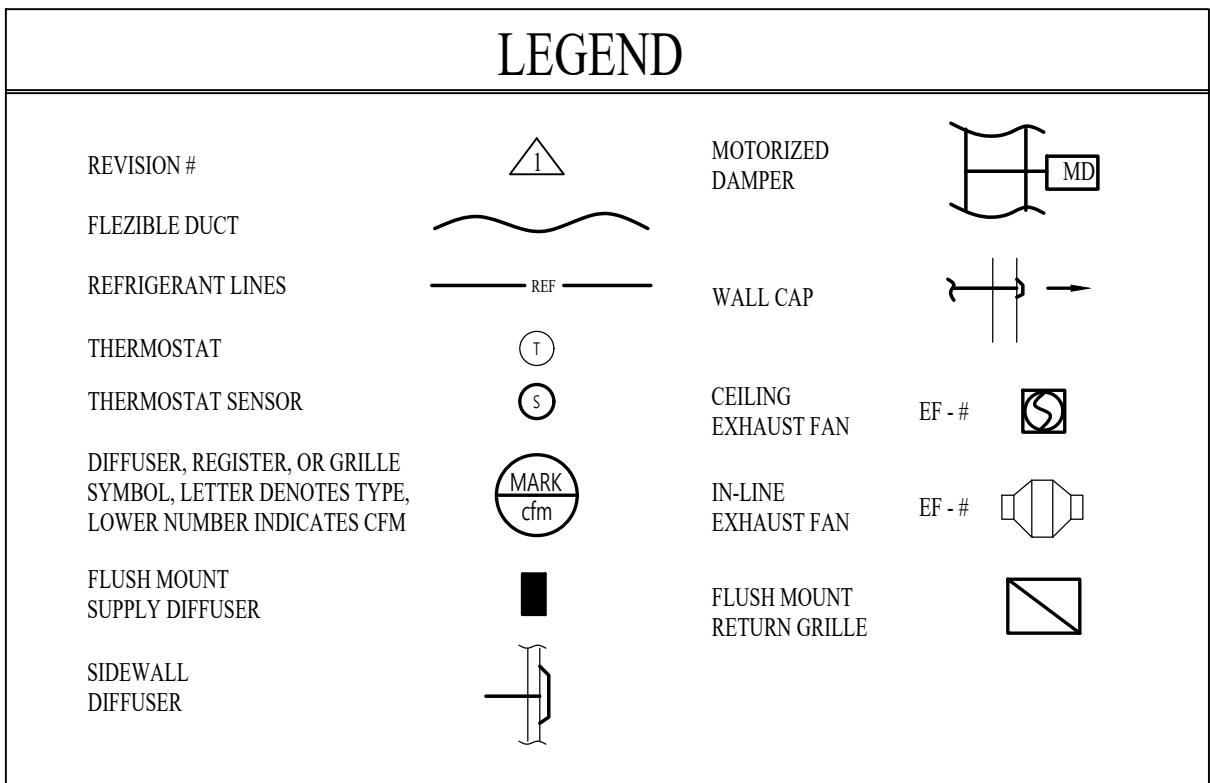 LEGEND
REVISION #
1
FLEZIBLE DUCT
REFRIGERANT LINES
REF
THERMOSTAT
T
THERMOSTAT SENSOR
S
DIFFUSER, REGISTER, OR GRILLE
SYMBOL, LETTER DENOTES TYPE,
LOWER NUMBER INDICATES CFM
MARK
cfm
FLUSH MOUNT
SUPPLY DIFFUSER
SIDEWALL
DIFFUSER
MOTORIZED
DAMPER
MD
WALL CAP
CEILING
EXHAUST FAN
EF - #
IN-LINE
EXHAUST FAN
EF - #
FLUSH MOUNT
RETURN GRILLE